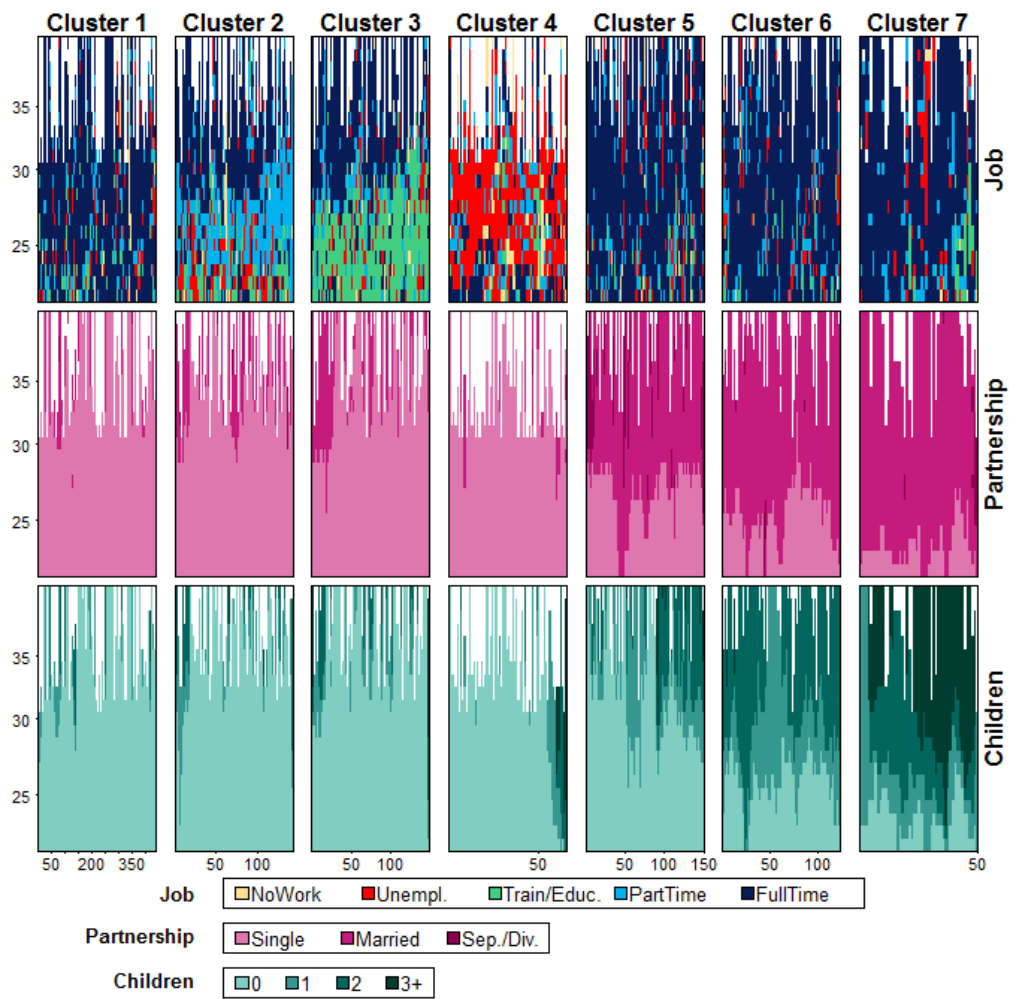 Cluster 1 Cluster 2 Cluster 3 Cluster 4 Cluster 5 Cluster 6 Cluster 7
35
30
25
Job
35
30
25
Partnership
35
30
25
Children
50 200 350 50 100 50 100 50 50 100 150 50 100 50
Job NoWork Unempl. Train/Educ. PartTime FullTime
Partnership Single Married Sep./Div.
Children 0 1 2 3+